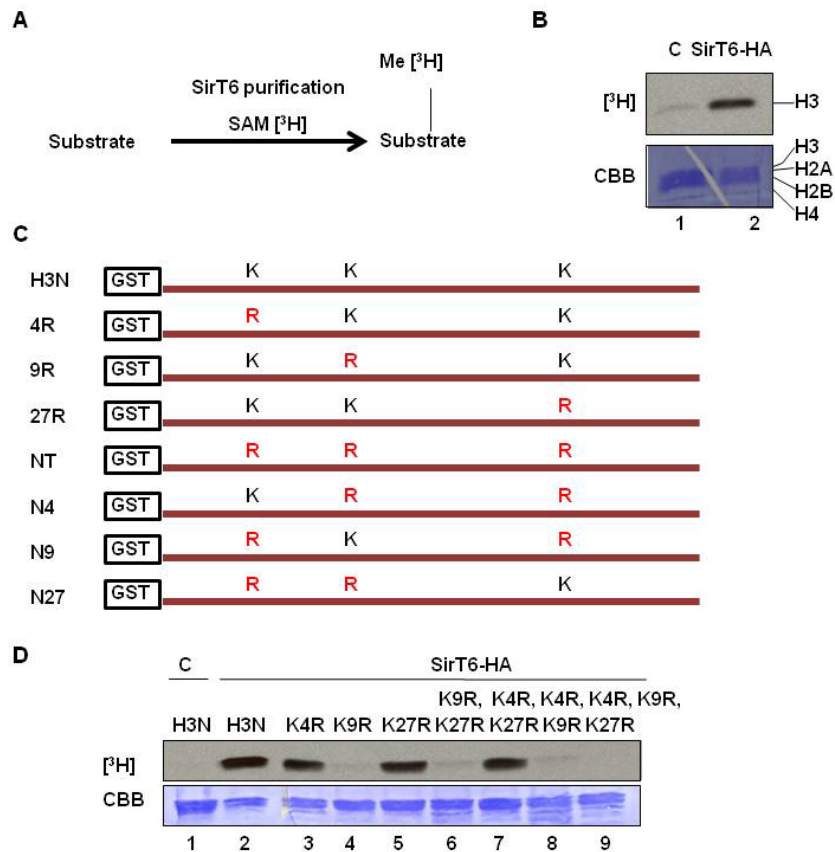 A
Me [³H]
SirT6 purification
SAM [³H]
Substrate
Substrate
B
C SirT6-HA
[³H]
H3
CBB
H3
H2A
H2B
H4
1 2
C
H3N GST K K K
4R GST R K K
9R GST K R K
27R GST K K R
NT GST R R R
N4 GST K R R
N9 GST R K R
N27 GST R R K
D
C SirT6-HA
K9R, K4R, K4R, K4R, K9R,
H3N H3N K4R K9R K27R K27R K27R K9R K27R
[³H]
CBB
1 2 3 4 5 6 7 8 9